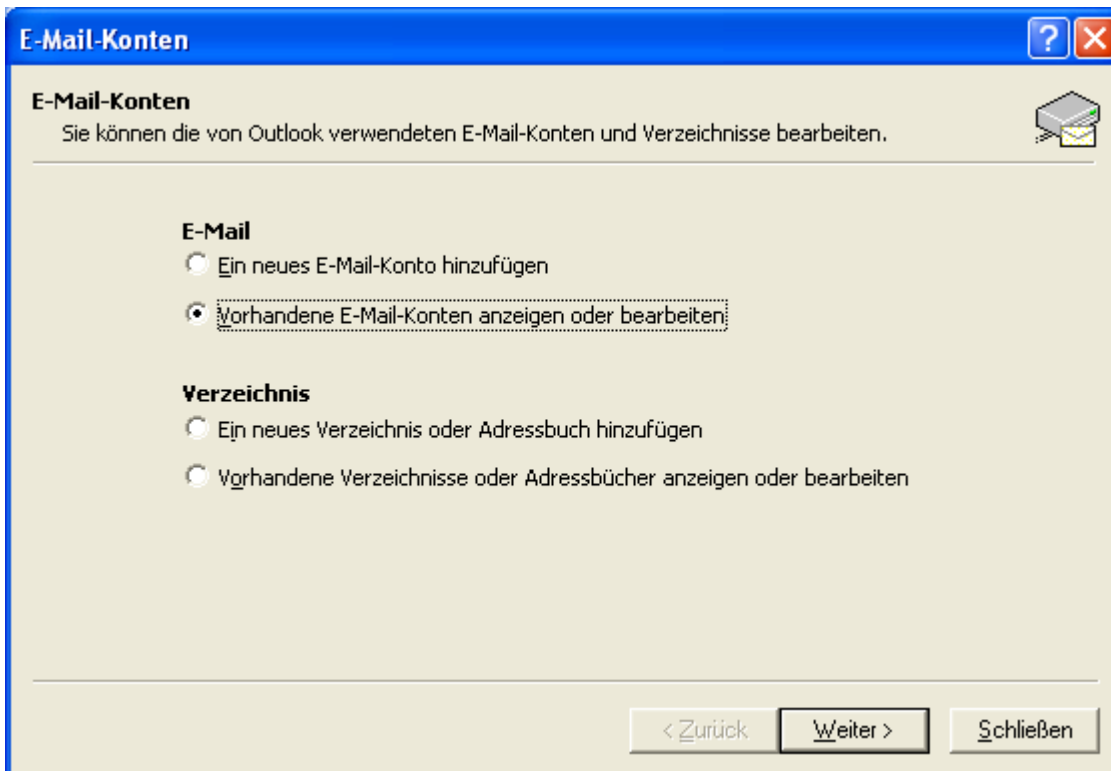 E-Mail-Konten
E-Mail-Konten
Sie können die von Outlook verwendeten E-Mail-Konten und Verzeichnisse bearbeiten.
E-Mail
Ein neues E-Mail-Konto hinzufügen
Vorhandene E-Mail-Konten anzeigen oder bearbeiten
Verzeichnis
Ein neues Verzeichnis oder Adressbuch hinzufügen
Vorhandene Verzeichnisse oder Adressbücher anzeigen oder bearbeiten
< Zurück Weiter > Schließen